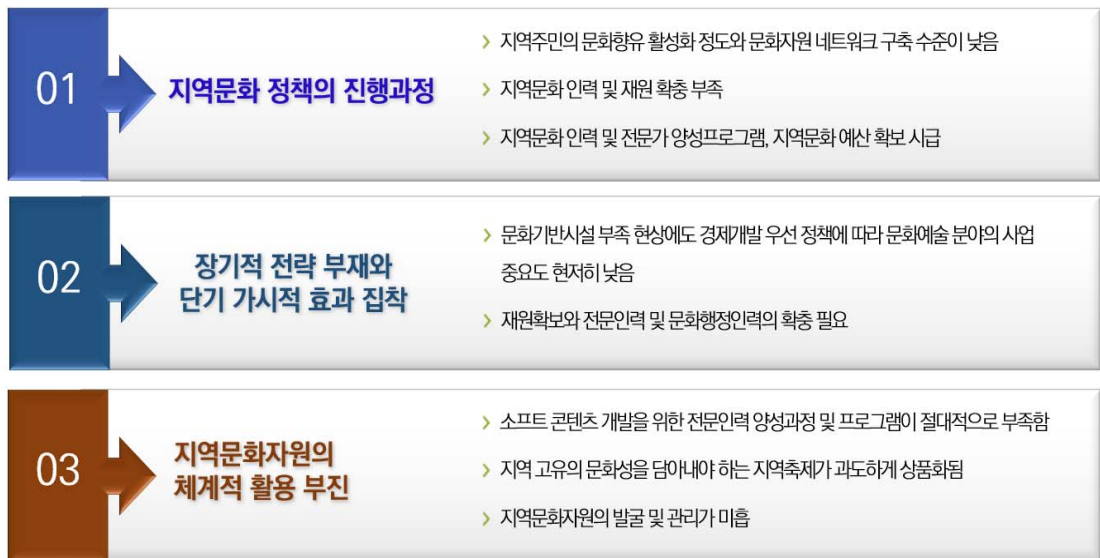 01
지역문화 정책의 진행과정
› 지역주민의 문화향유 활성화 정도와 문화자원 네트워크 구축 수준이 낮음
› 지역문화 인력 및 재원 확충 부족
› 지역문화 인력 및 전문가 양성프로그램, 지역문화 예산 확보 시급
02
장기적 전략 부재와
단기 가시적 효과 집착
› 문화기반시설 부족 현상에도 경제개발 우선 정책에 따라 문화예술 분야의 사업
중요도 현저히 낮음
› 재원확보와 전문인력 및 문화행정인력의 확충 필요
03
지역문화자원의
체계적 활용 부진
› 소프트 콘텐츠 개발을 위한 전문인력 양성과정 및 프로그램이 절대적으로 부족함
› 지역 고유의 문화성을 담아내야 하는 지역축제가 과도하게 상품화됨
› 지역문화자원의 발굴 및 관리가 미흡